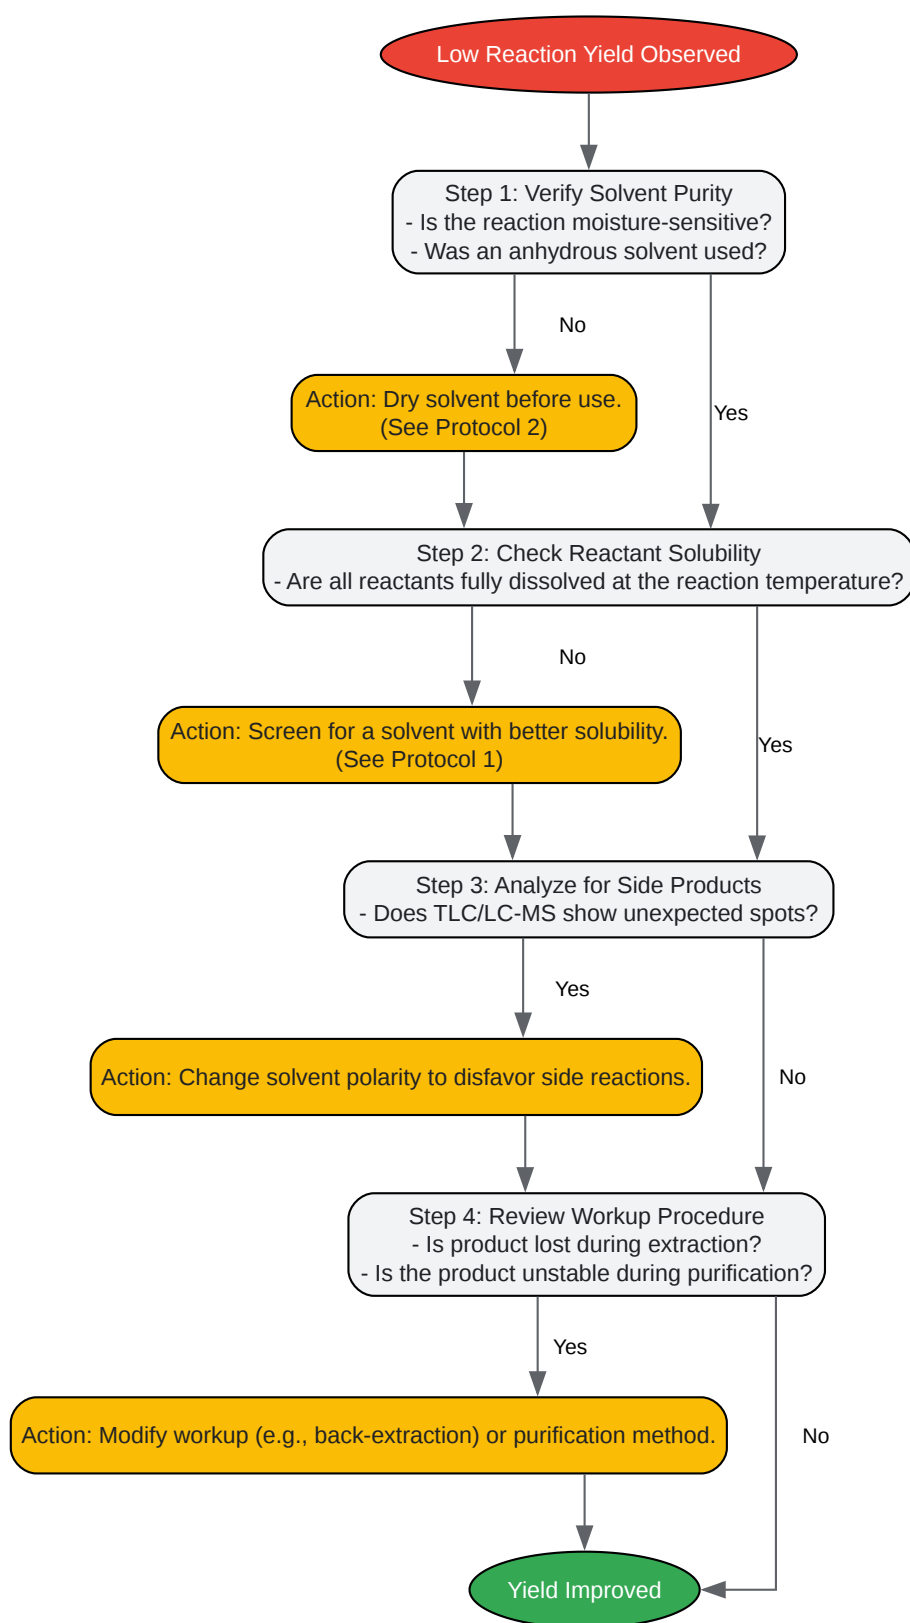 Low Reaction Yield Observed
Step 1: Verify Solvent Purity
- Is the reaction moisture-sensitive?
- Was an anhydrous solvent used?
No
Action: Dry solvent before use.
(See Protocol 2)
Yes
Step 2: Check Reactant Solubility
- Are all reactants fully dissolved at the reaction temperature?
No
Action: Screen for a solvent with better solubility.
(See Protocol 1)
Yes
Step 3: Analyze for Side Products
- Does TLC/LC-MS show unexpected spots?
Yes
Action: Change solvent polarity to disfavor side reactions.
No
Step 4: Review Workup Procedure
- Is product lost during extraction?
- Is the product unstable during purification?
Yes
Action: Modify workup (e.g., back-extraction) or purification method.
No
Yield Improved